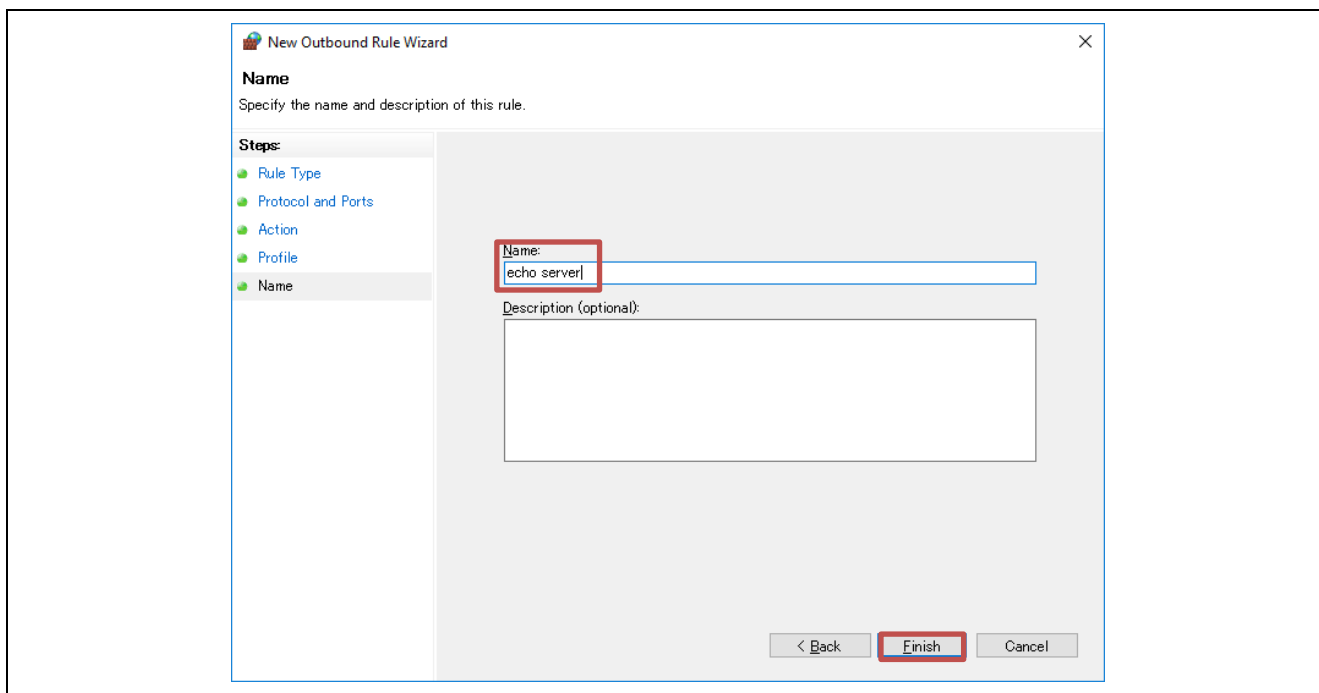 New Outbound Rule Wizard
Name
Specify the name and description of this rule.
Steps:
Rule Type
Protocol and Ports
Action
Profile
Name
Name:
echo server
Description (optional):
< Back
Finish
Cancel